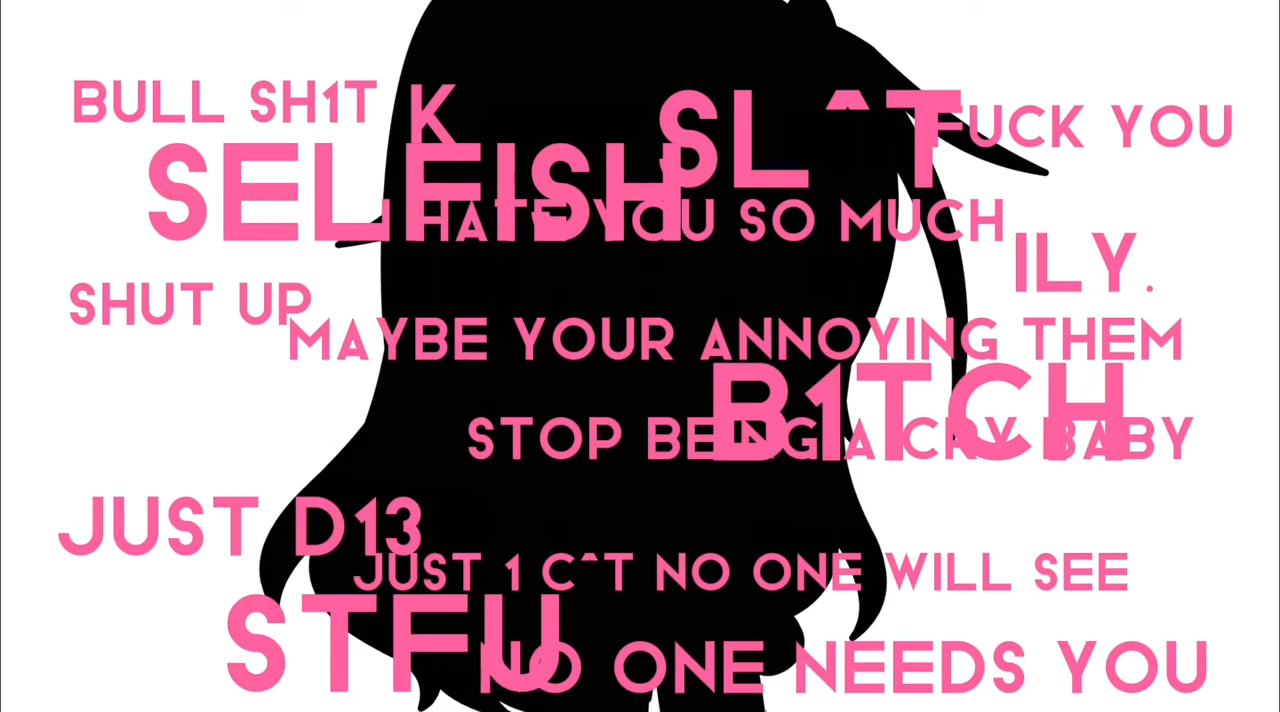 BULL SH1T
K
SL^T
FUCK YOU
SELFISH
I HATE YOU SO MUCH
ILY.
SHUT UP
MAYBE YOUR ANNOYING THEM
B1TCH
STOP BEING A CRY BABY
JUST D13
JUST 1 C^T NO ONE WILL SEE
STFU
NO ONE NEEDS YOU